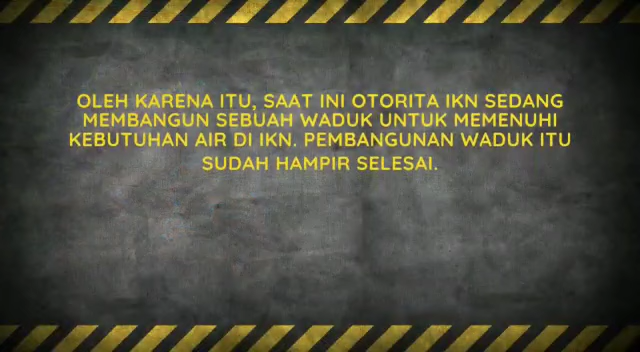 OLEH KARENA ITU, SAAT INI OTORITA IKN SEDANG
MEMBANGUN SEBUAH WADUK UNTUK MEMENUHI
KEBUTUHAN AIR DI IKN. PEMBANGUNAN WADUK ITU
SUDAH HAMPIR SELESAI.